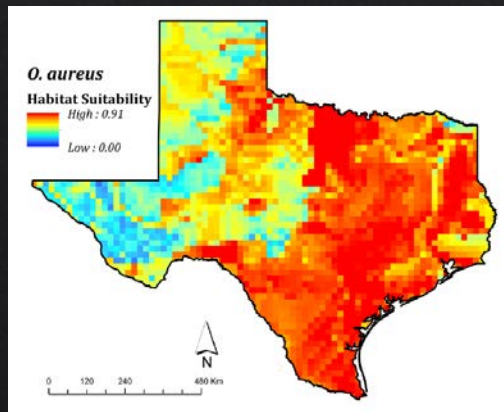 O. aureus
Habitat Suitability
High : 0.91
Low : 0.00
N
0 120 240 480 Km